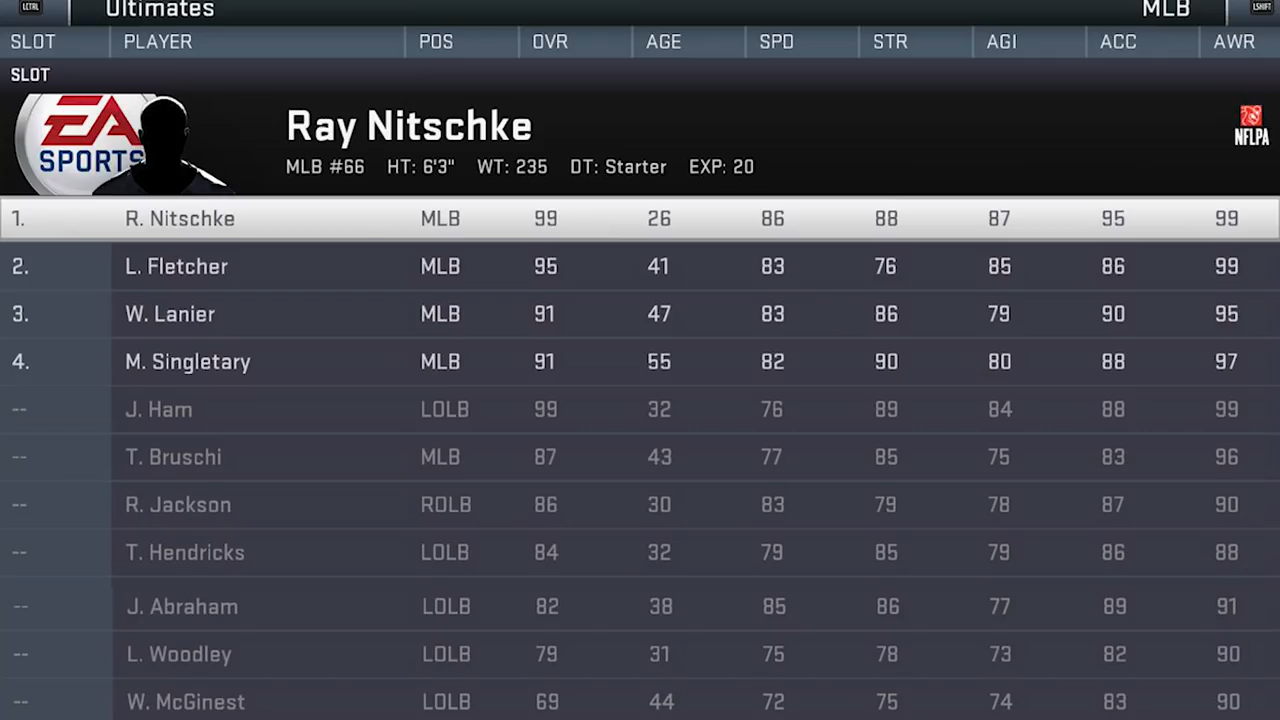 LCTRL Ultimates MLB LSHIFT
SLOT PLAYER POS OVR AGE SPD STR AGI ACC AWR
SLOT
EA SPORTS
Ray Nitschke
NFLPA
MLB #66 HT: 6'3" WT: 235 DT: Starter EXP: 20
1. R. Nitschke MLB 99 26 86 88 87 95 99
2. L. Fletcher MLB 95 41 83 76 85 86 99
3. W. Lanier MLB 91 47 83 86 79 90 95
4. M. Singletary MLB 91 55 82 90 80 88 97
-- J. Ham LOLB 99 32 76 89 84 88 99
-- T. Bruschi MLB 87 43 77 85 75 83 96
-- R. Jackson ROLB 86 30 83 79 78 87 90
-- T. Hendricks LOLB 84 32 79 85 79 86 88
-- J. Abraham LOLB 82 38 85 86 77 89 91
-- L. Woodley LOLB 79 31 75 78 73 82 90
-- W. McGinest LOLB 69 44 72 75 74 83 90